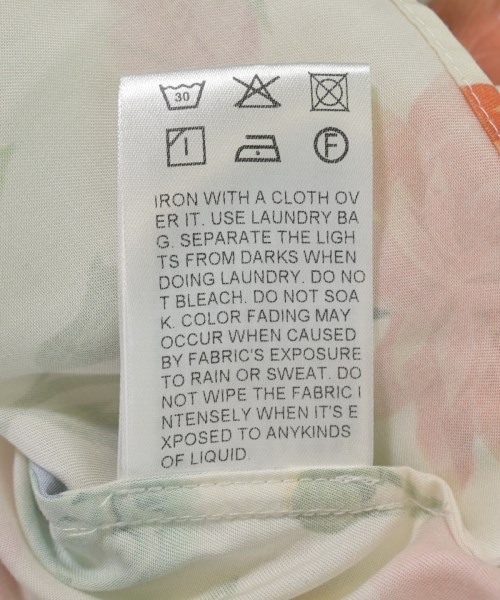 30
F
IRON WITH A CLOTH OV
ER IT. USE LAUNDRY BA
G. SEPARATE THE LIGH
TS FROM DARKS WHEN
DOING LAUNDRY. DO NO
T BLEACH. DO NOT SOA
K. COLOR FADING MAY
OCCUR WHEN CAUSED
BY FABRIC'S EXPOSURE
TO RAIN OR SWEAT. DO
NOT WIPE THE FABRIC I
NTENSELY WHEN IT'S E
XPOSED TO ANYKINDS
OF LIQUID.